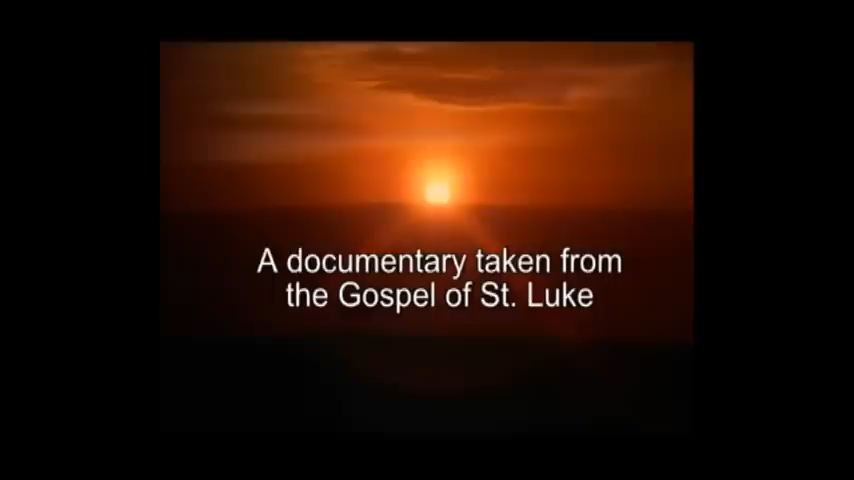 A documentary taken from
the Gospel of St. Luke